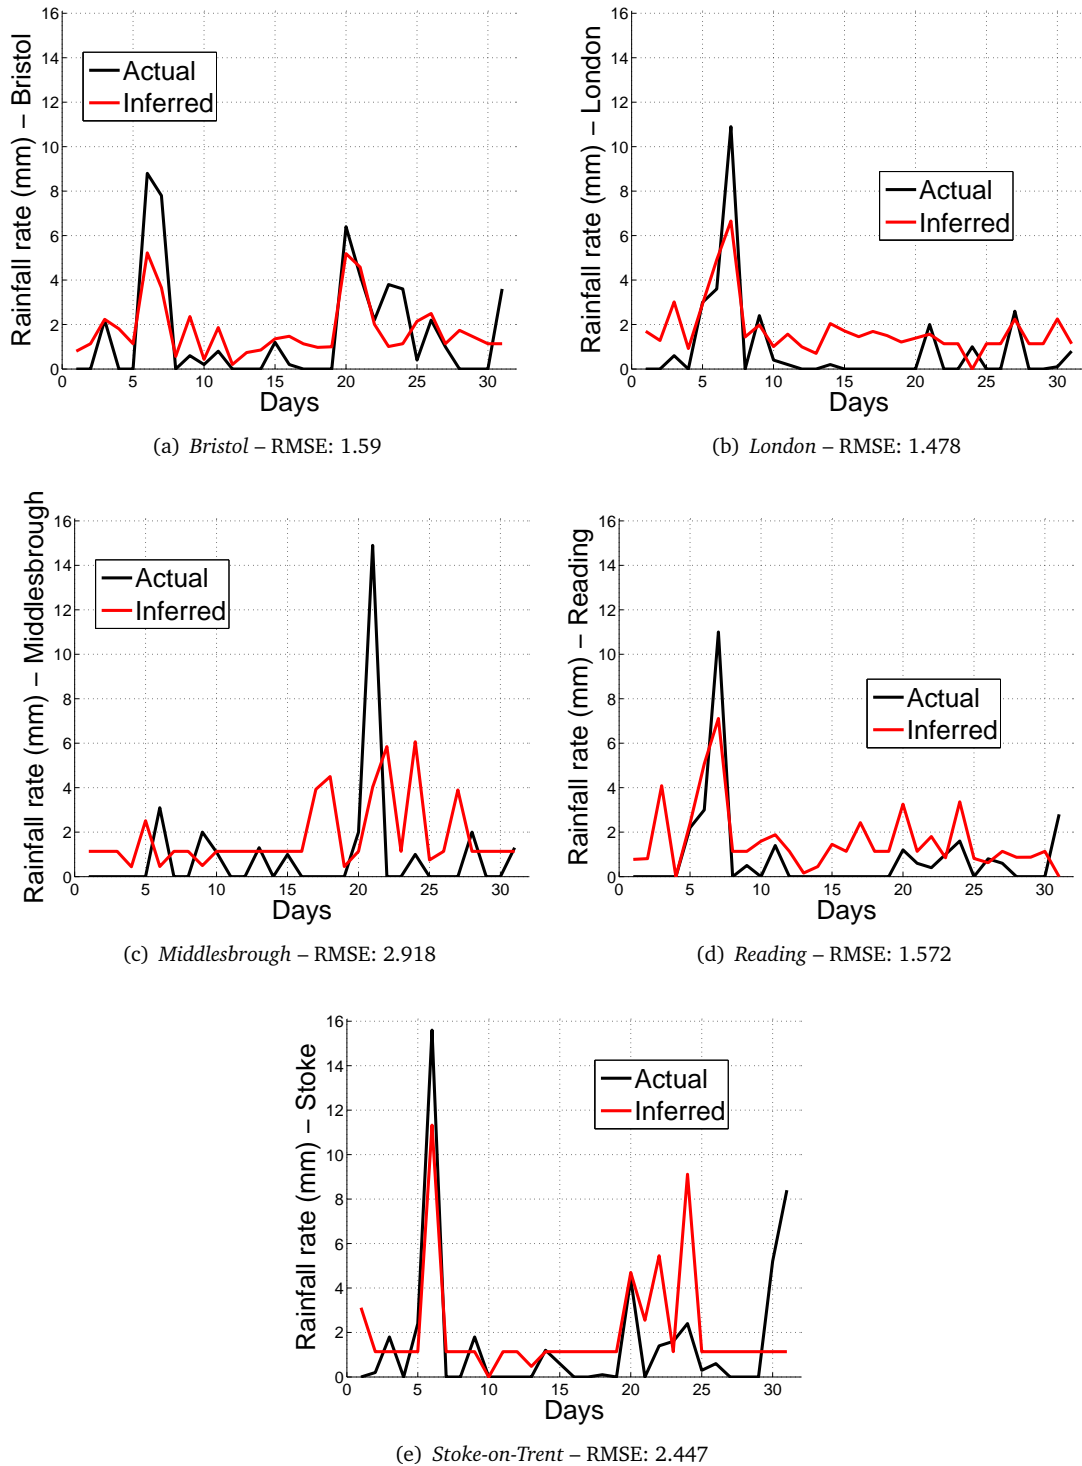 Rainfall rate (mm) – Bristol
16
14
12
10
8
6
4
2
0
Actual
Inferred
0 5 10 15 20 25 30
Days
(a) Bristol – RMSE: 1.59
Rainfall rate (mm) – London
16
14
12
10
8
6
4
2
0
Actual
Inferred
0 5 10 15 20 25 30
Days
(b) London – RMSE: 1.478
Rainfall rate (mm) – Middlesbrough
16
14
12
10
8
6
4
2
0
Actual
Inferred
0 5 10 15 20 25 30
Days
(c) Middlesbrough – RMSE: 2.918
Rainfall rate (mm) – Reading
16
14
12
10
8
6
4
2
0
Actual
Inferred
0 5 10 15 20 25 30
Days
(d) Reading – RMSE: 1.572
Rainfall rate (mm) – Stoke
16
14
12
10
8
6
4
2
0
Actual
Inferred
0 5 10 15 20 25 30
Days
(e) Stoke-on-Trent – RMSE: 2.447